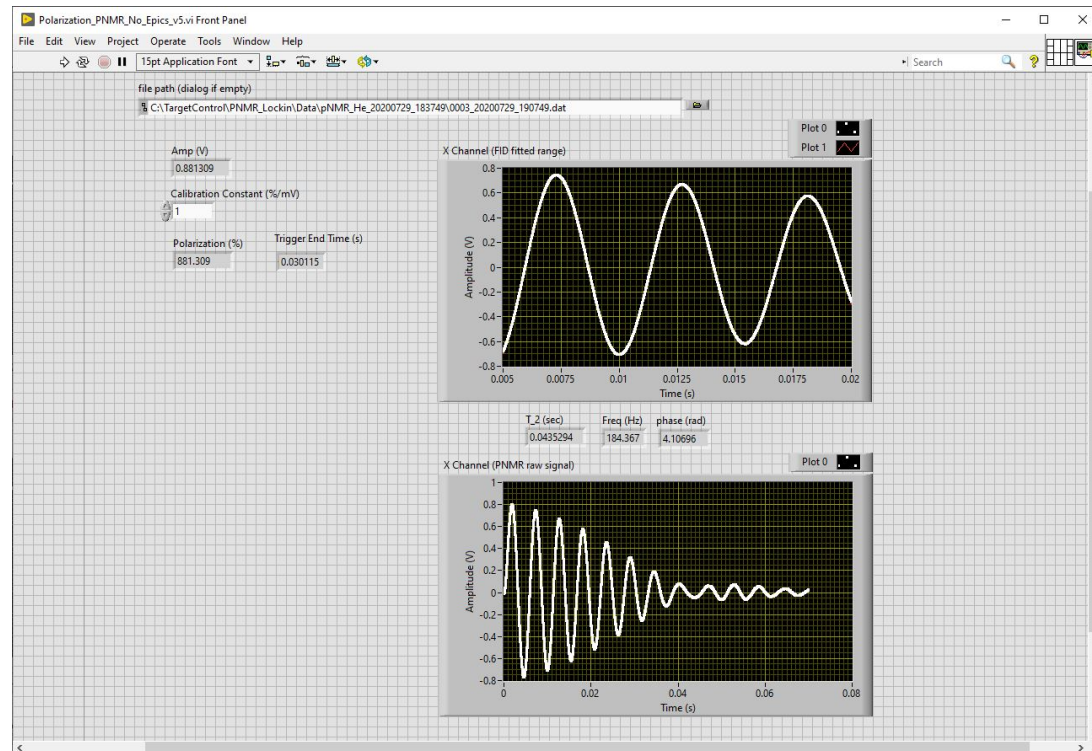 Polarization_PNMR_No_Epics_v5.vi Front Panel
File Edit View Project Operate Tools Window Help
15pt Application Font
Search
file path (dialog if empty)
C:\TargetControl\PNMR_Lockin\Data\pNMR_He_20200729_183749\0003_20200729_190749.dat
Amp (V)
0.881309
Calibration Constant (%/mV)
1
Polarization (%)
881.309
Trigger End Time (s)
0.030115
X Channel (FID fitted range)
Plot 0
Plot 1
Amplitude (V)
0.8
0.6
0.4
0.2
0
-0.2
-0.4
-0.6
-0.8
0.005 0.0075 0.01 0.0125 0.015 0.0175 0.02
Time (s)
T_2 (sec) Freq (Hz) phase (rad)
0.0435294 184.367 4.10696
X Channel (PNMR raw signal)
Plot 0
Amplitude (V)
1
0.8
0.6
0.4
0.2
0
-0.2
-0.4
-0.6
-0.8
0 0.02 0.04 0.06 0.08
Time (s)